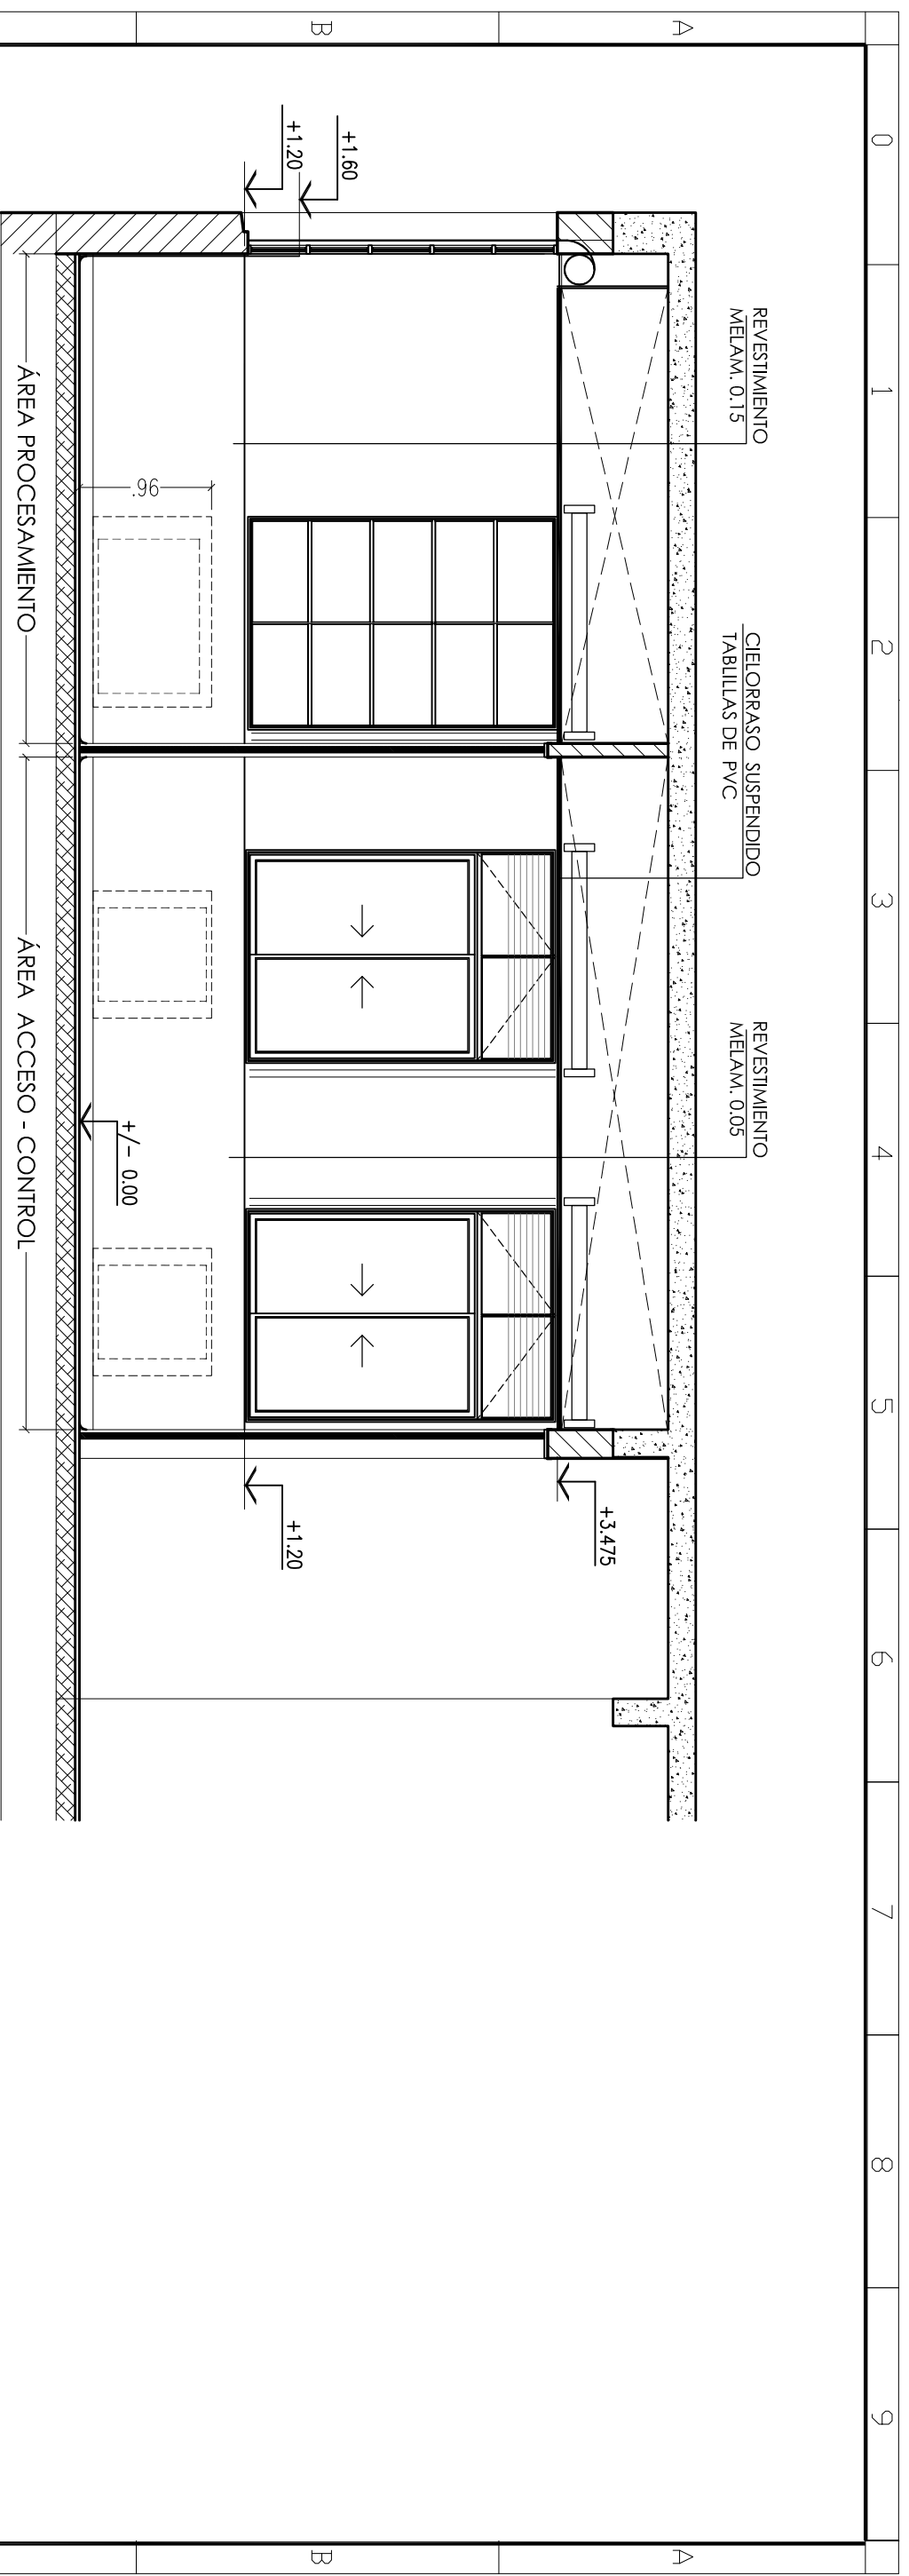 0 1 2 3 4 5 6 7 8 9
A
A
REVESTIMIENTO
MELAM. 0.15
CIELORRASO SUSPENDIDO
TABLILLAS DE PVC
REVESTIMIENTO
MELAM. 0.05
+3.475
B
B
+1.60
+1.20
+1.20
.96
+/- 0.00
ÁREA PROCESAMIENTO
ÁREA ACCESO - CONTROL